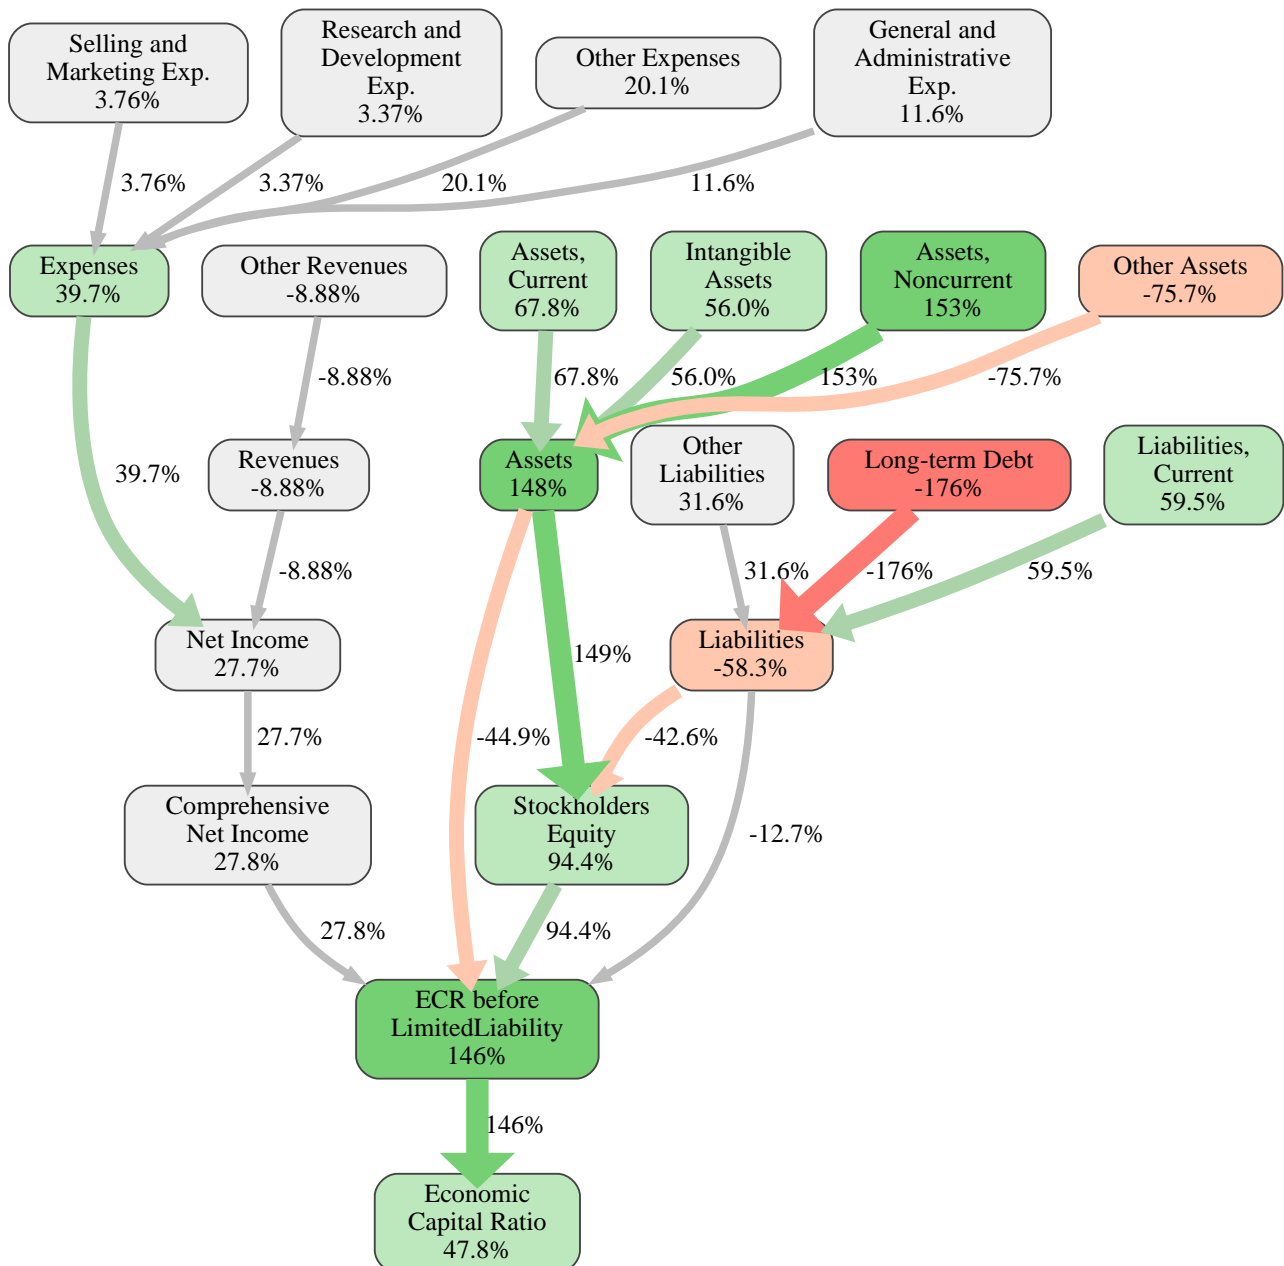 Selling and
Marketing Exp.
3.76%
Research and
Development
Exp.
3.37%
Other Expenses
20.1%
General and
Administrative
Exp.
11.6%
3.76%
3.37%
20.1%
11.6%
Expenses
39.7%
Other Revenues
-8.88%
Assets,
Current
67.8%
Intangible
Assets
56.0%
Assets,
Noncurrent
153%
Other Assets
-75.7%
-8.88%
67.8%
56.0%
153%
-75.7%
39.7%
Revenues
-8.88%
Assets
148%
Other
Liabilities
31.6%
Long-term Debt
-176%
Liabilities,
Current
59.5%
-8.88%
31.6%
-176%
59.5%
Net Income
27.7%
149%
Liabilities
-58.3%
27.7%
-44.9%
-42.6%
Comprehensive
Net Income
27.8%
Stockholders
Equity
94.4%
-12.7%
27.8%
94.4%
ECR before
LimitedLiability
146%
146%
Economic
Capital Ratio
47.8%